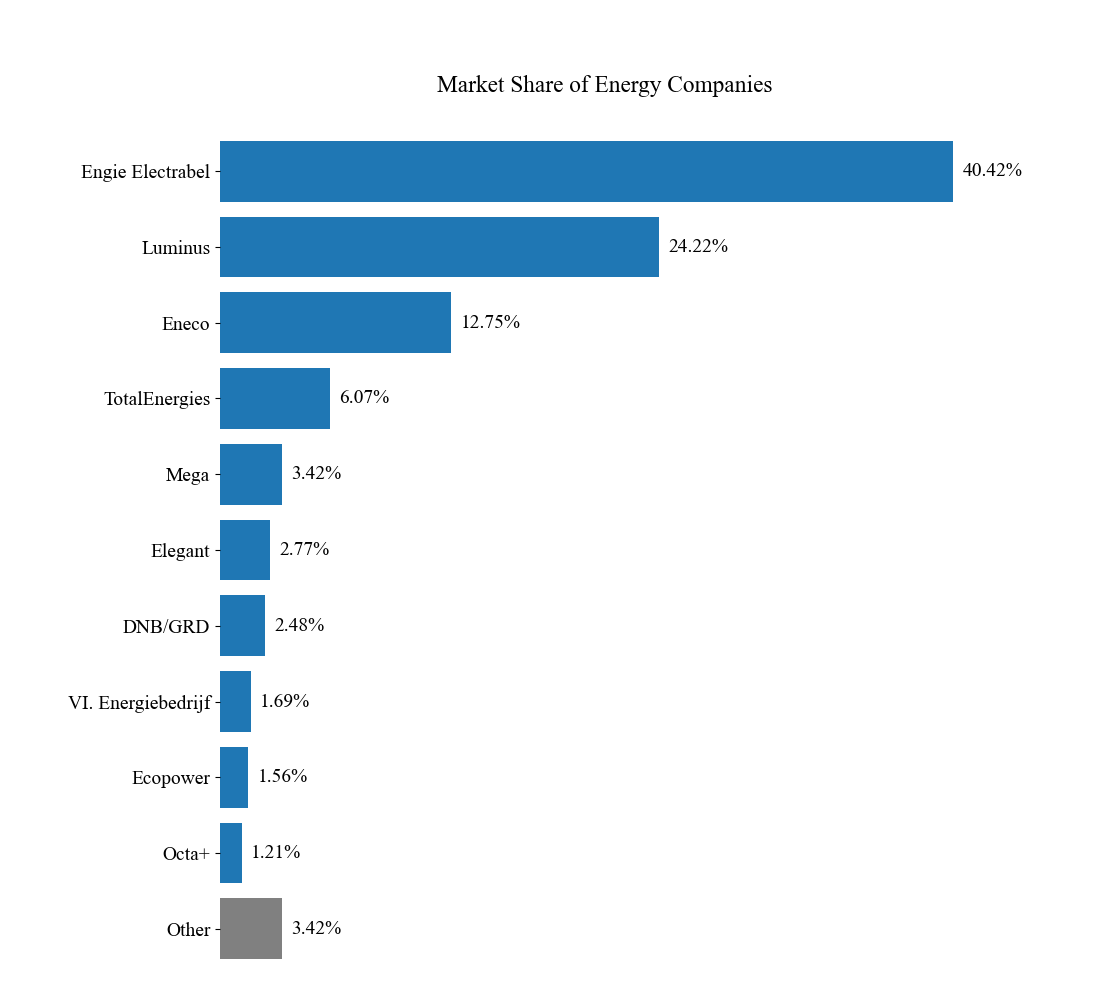 Market Share of Energy Companies
Engie Electrabel 40.42%
Luminus 24.22%
Eneco 12.75%
TotalEnergies 6.07%
Mega 3.42%
Elegant 2.77%
DNB/GRD 2.48%
VI. Energiebedrijf 1.69%
Ecopower 1.56%
Octa+ 1.21%
Other 3.42%